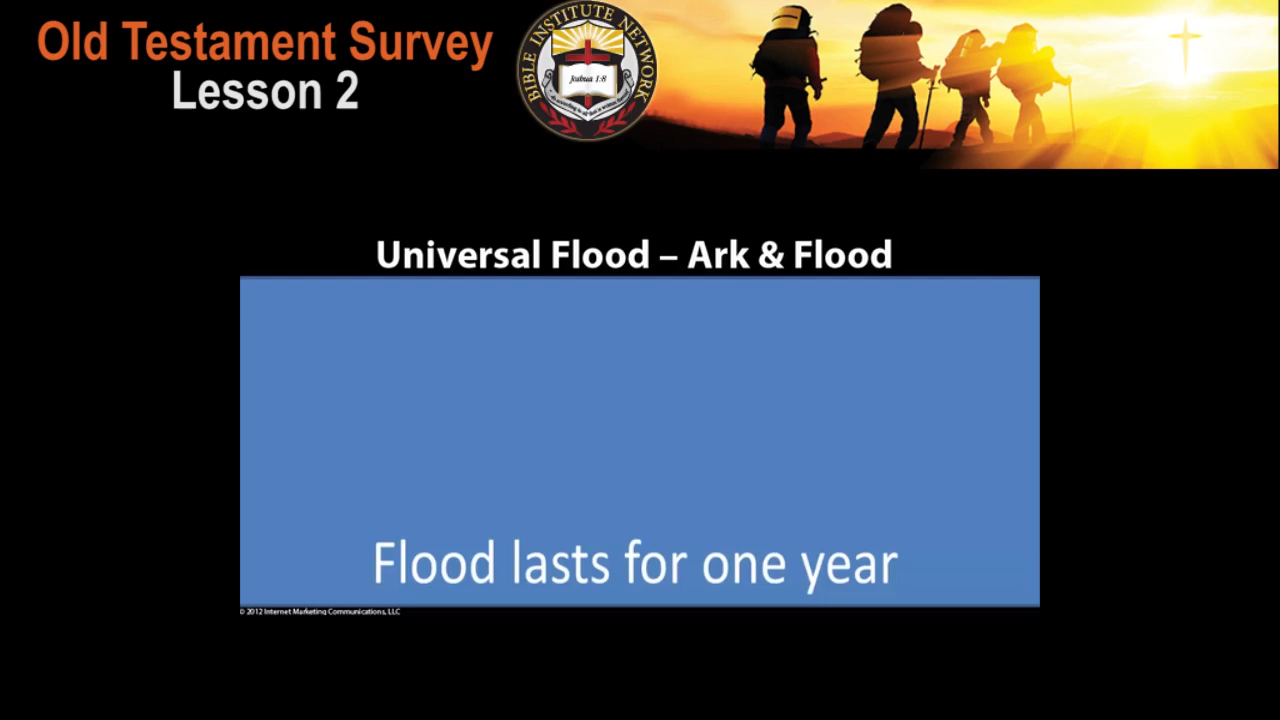 Old Testament Survey
Lesson 2
BIBLE INSTITUTE NETWORK
Joshua 1:8
Universal Flood – Ark & Flood
Flood lasts for one year
© 2012 Internet Marketing Communications, LLC